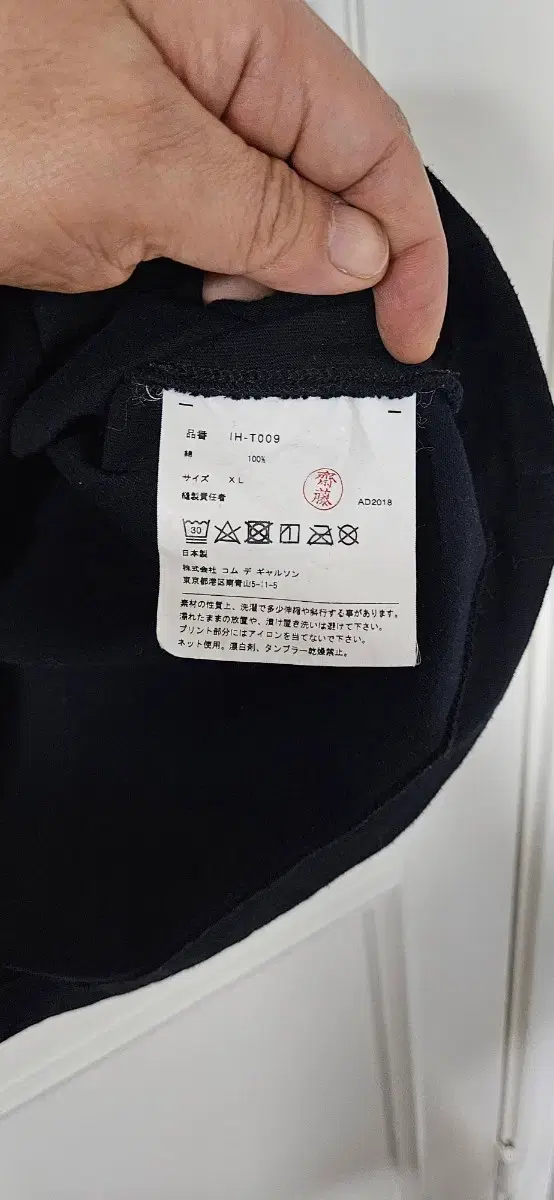 品番 IH-T009
綿 100%
サイズ XL
縫製責任者
齋藤
AD2018
30
日本製
株式会社 コム デ ギャルソン
東京都港区南青山5-11-5
素材の性質上、洗濯で多少伸縮や斜行する事があります。
濡れたままの放置や、漬け置き洗いは避けて下さい。
プリント部分にはアイロンを当てないで下さい。
ネット使用。漂白剤、タンブラー乾燥禁止。